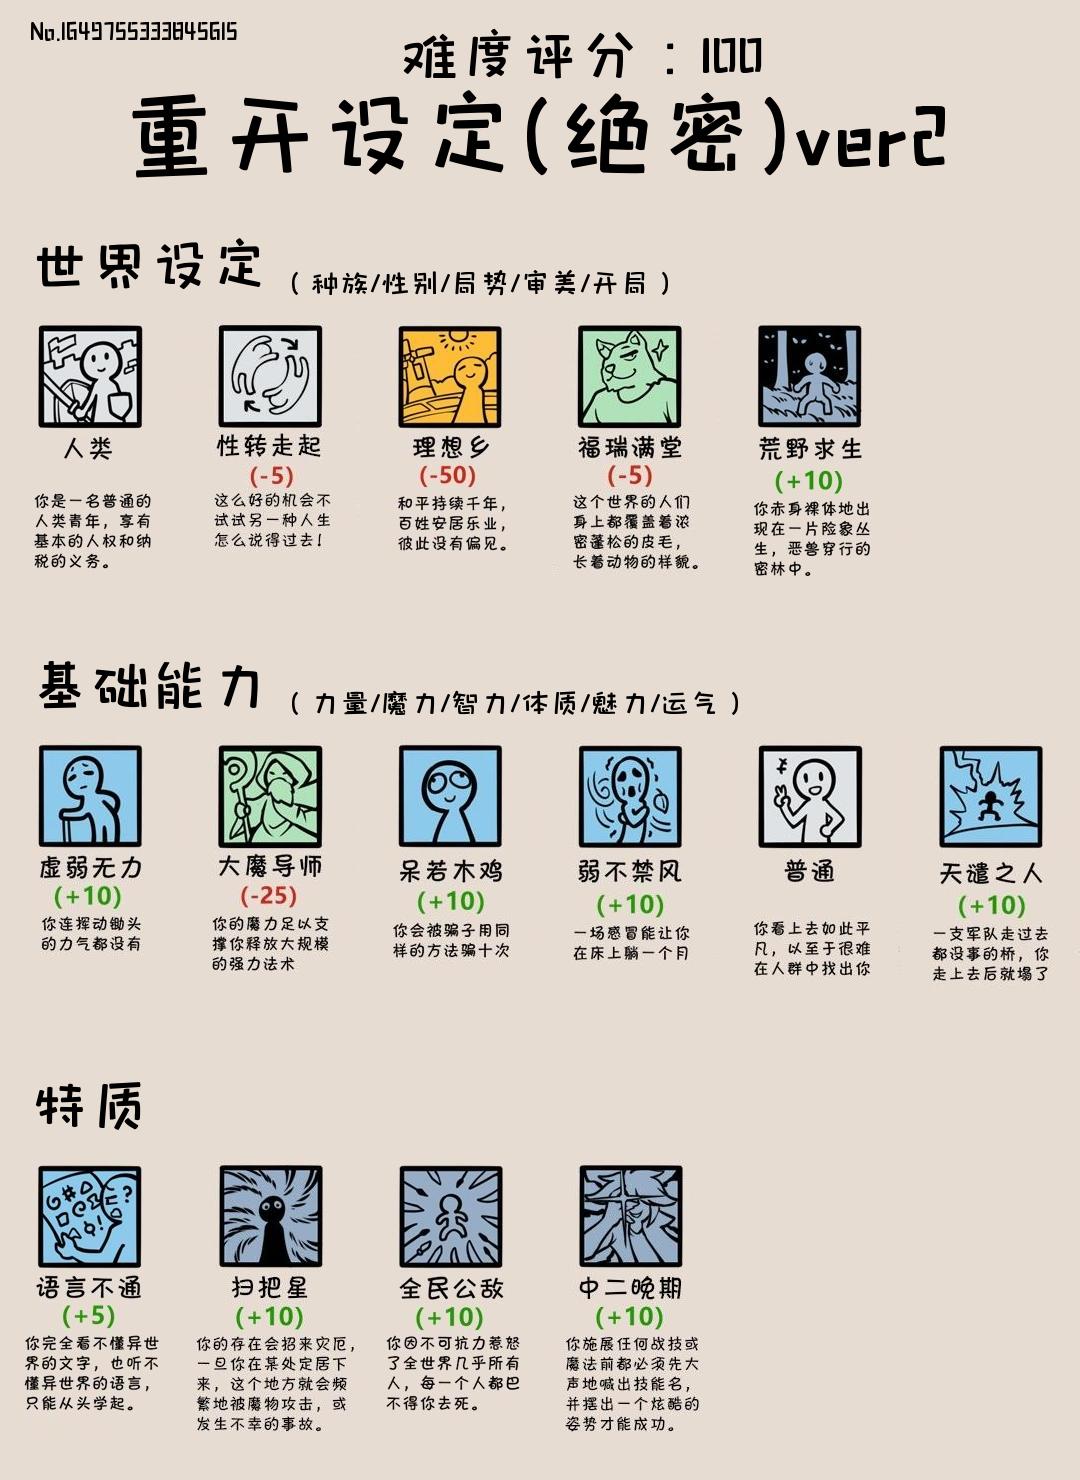 No.1649755333845615
难度评分：100
重开设定(绝密)ver2
世界设定（种族/性别/局势/审美/开局）
人类
你是一名普通的
人类青年，享有
基本的人权和纳
税的义务。
性转走起
(-5)
这么好的机会不
试试另一种人生
怎么说得过去！
理想乡
(-50)
和平持续千年，
百姓安居乐业，
彼此没有偏见。
福瑞满堂
(-5)
这个世界的人们
身上都覆盖着浓
密蓬松的皮毛，
长着动物的样貌。
荒野求生
(+10)
你赤身裸体地出
现在一片险象丛
生，恶兽穿行的
密林中。
基础能力（力量/魔力/智力/体质/魅力/运气）
虚弱无力
(+10)
你连挥动锄头
的力气都没有
大魔导师
(-25)
你的魔力足以支
撑你释放大规模
的强力法术
呆若木鸡
(+10)
你会被骗子用同
样的方法骗十次
弱不禁风
(+10)
一场感冒能让你
在床上躺一个月
普通
你看上去如此平
凡，以至于很难
在人群中找出你
天谴之人
(+10)
一支军队走过去
都没事的桥，你
走上去后就塌了
特质
语言不通
(+5)
你完全看不懂异世
界的文字，也听不
懂异世界的语言，
只能从头学起。
扫把星
(+10)
你的存在会招来灾厄，
一旦你在某处定居下
来，这个地方就会频
繁地被魔物攻击，或
发生不幸的事故。
全民公敌
(+10)
你因不可抗力惹怒
了全世界几乎所有
人，每一个人都巴
不得你去死。
中二晚期
(+10)
你施展任何战技或
魔法前都必须先大
声地喊出技能名，
并摆出一个炫酷的
姿势才能成功。